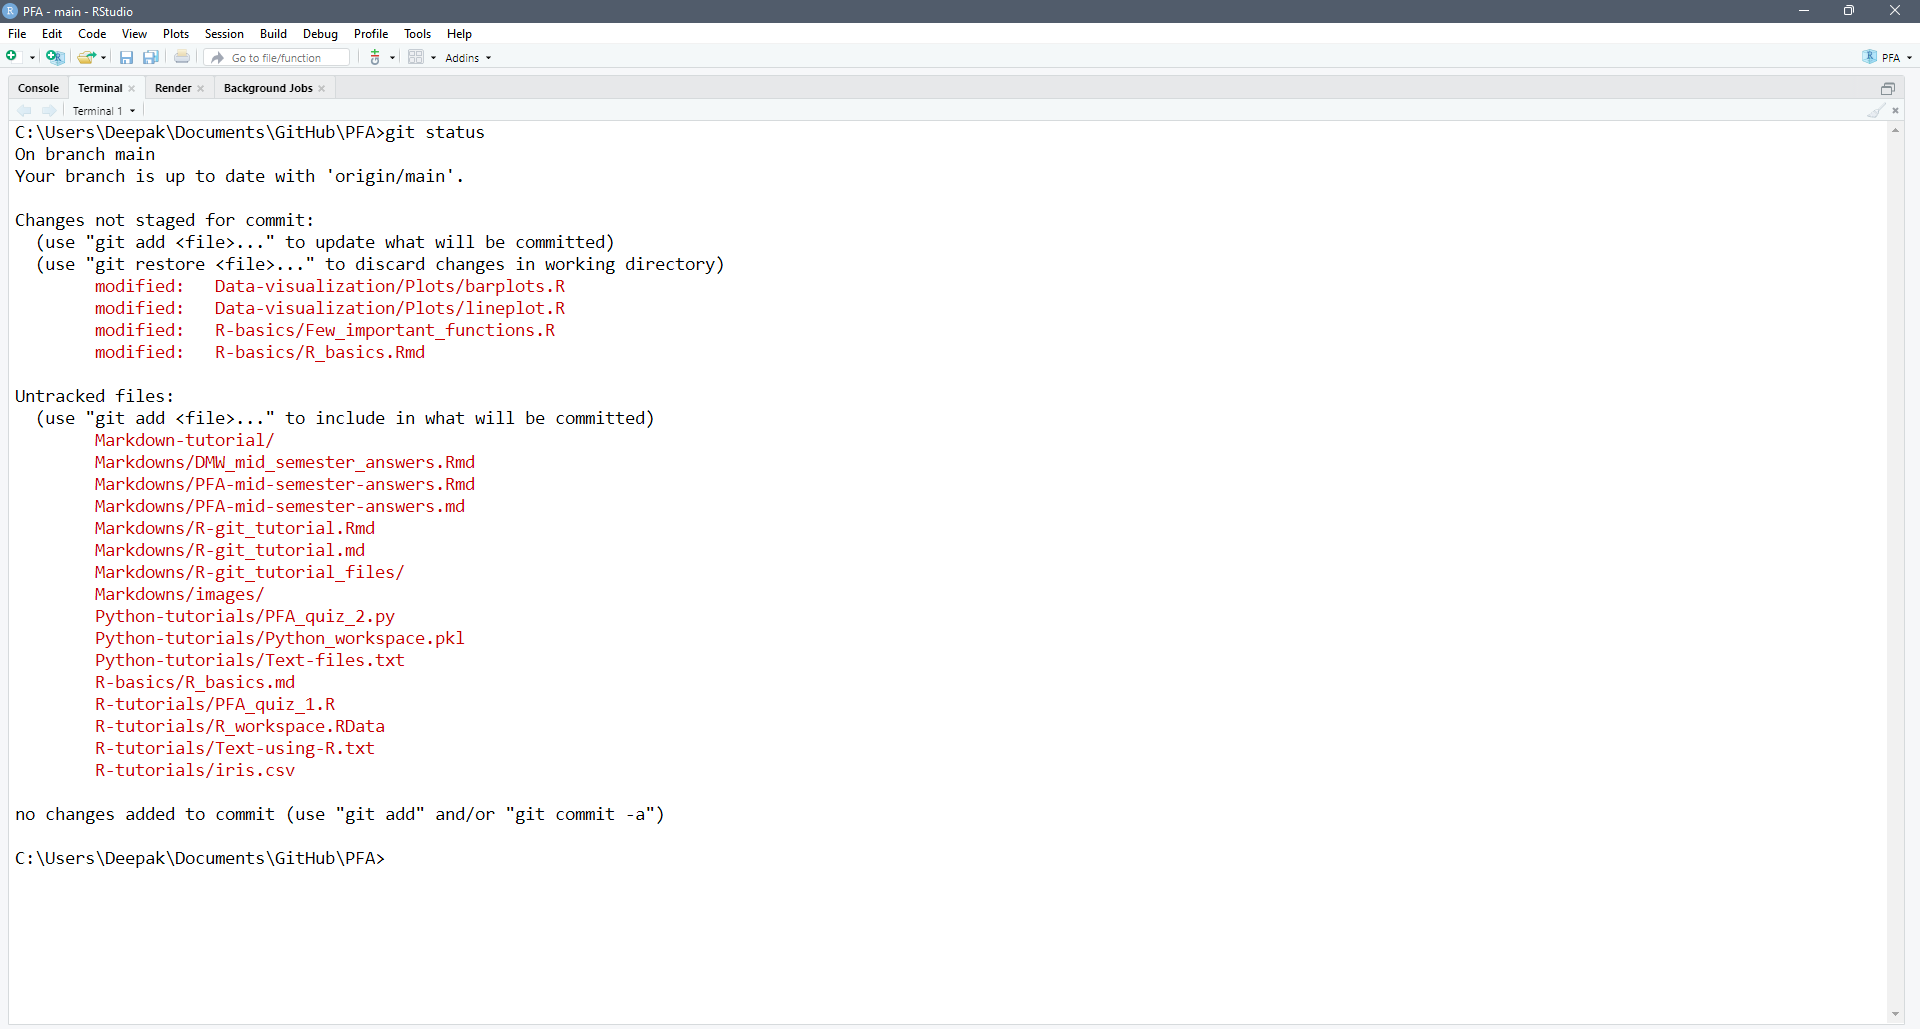 PFA - main - RStudio
File Edit Code View Plots Session Build Debug Profile Tools Help
Go to file/function Addins PFA
Console Terminal Render Background Jobs
Terminal 1
C:\Users\Deepak\Documents\GitHub\PFA>git status
On branch main
Your branch is up to date with 'origin/main'.
Changes not staged for commit:
  (use "git add <file>..." to update what will be committed)
  (use "git restore <file>..." to discard changes in working directory)
        modified:   Data-visualization/Plots/barplots.R
        modified:   Data-visualization/Plots/lineplot.R
        modified:   R-basics/Few_important_functions.R
        modified:   R-basics/R_basics.Rmd
Untracked files:
  (use "git add <file>..." to include in what will be committed)
        Markdown-tutorial/
        Markdowns/DMW_mid_semester_answers.Rmd
        Markdowns/PFA-mid-semester-answers.Rmd
        Markdowns/PFA-mid-semester-answers.md
        Markdowns/R-git_tutorial.Rmd
        Markdowns/R-git_tutorial.md
        Markdowns/R-git_tutorial_files/
        Markdowns/images/
        Python-tutorials/PFA_quiz_2.py
        Python-tutorials/Python_workspace.pkl
        Python-tutorials/Text-files.txt
        R-basics/R_basics.md
        R-tutorials/PFA_quiz_1.R
        R-tutorials/R_workspace.RData
        R-tutorials/Text-using-R.txt
        R-tutorials/iris.csv
no changes added to commit (use "git add" and/or "git commit -a")
C:\Users\Deepak\Documents\GitHub\PFA>